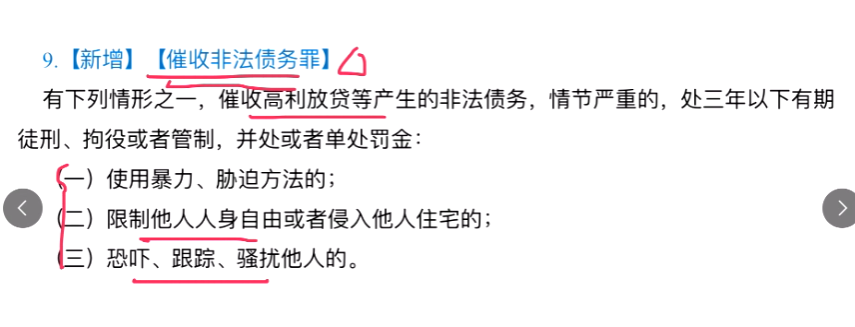 9.【新增】【催收非法债务罪】
有下列情形之一，催收高利放贷等产生的非法债务，情节严重的，处三年以下有期
徒刑、拘役或者管制，并处或者单处罚金：
（一）使用暴力、胁迫方法的；
（二）限制他人人身自由或者侵入他人住宅的；
（三）恐吓、跟踪、骚扰他人的。